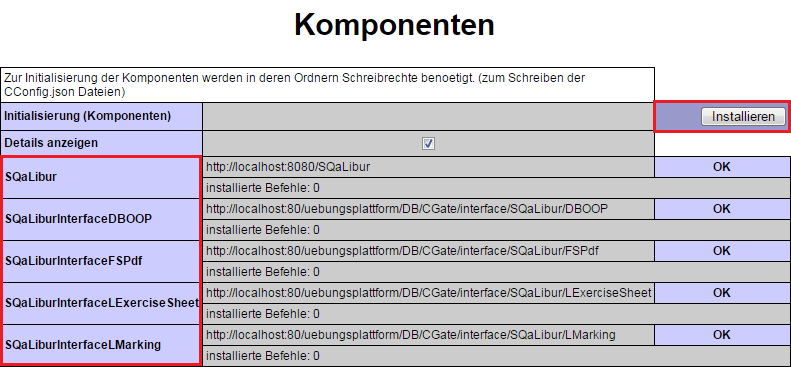 Komponenten
Zur Initialisierung der Komponenten werden in deren Ordnern Schreibrechte benoetigt. (zum Schreiben der
CConfig.json Dateien)
Initialisierung (Komponenten) Installieren
Details anzeigen
SQaLibur http://localhost:8080/SQaLibur OK
installierte Befehle: 0
SQaLiburInterfaceDBOOP http://localhost:80/uebungsplattform/DB/CGate/interface/SQaLibur/DBOOP OK
installierte Befehle: 0
SQaLiburInterfaceFSPdf http://localhost:80/uebungsplattform/DB/CGate/interface/SQaLibur/FSPdf OK
installierte Befehle: 0
SQaLiburInterfaceLExerciseSheet http://localhost:80/uebungsplattform/DB/CGate/interface/SQaLibur/LExerciseSheet OK
installierte Befehle: 0
SQaLiburInterfaceLMarking http://localhost:80/uebungsplattform/DB/CGate/interface/SQaLibur/LMarking OK
installierte Befehle: 0